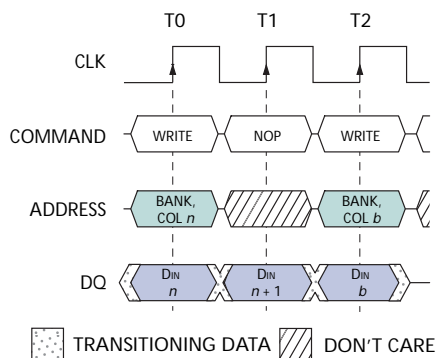 T0 T1 T2
CLK
COMMAND WRITE NOP WRITE
ADDRESS BANK, COL n BANK, COL b
DQ DIN n DIN n + 1 DIN b
TRANSITIONING DATA DON'T CARE